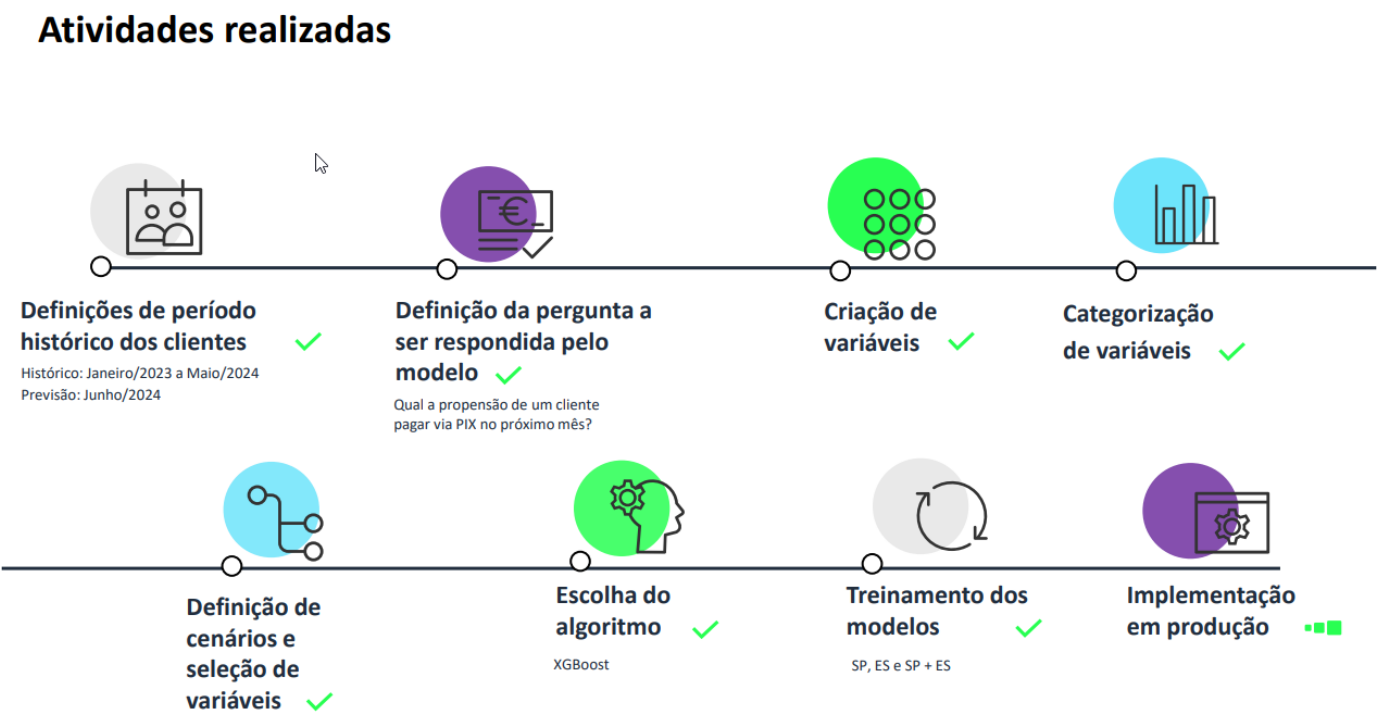 Atividades realizadas
Definições de período
histórico dos clientes
Histórico: Janeiro/2023 a Maio/2024
Previsão: Junho/2024
Definição da pergunta a
ser respondida pelo
modelo
Qual a propensão de um cliente
pagar via PIX no próximo mês?
Criação de
variáveis
Categorização
de variáveis
Definição de
cenários e
seleção de
variáveis
Escolha do
algoritmo
XGBoost
Treinamento dos
modelos
SP, ES e SP + ES
Implementação
em produção